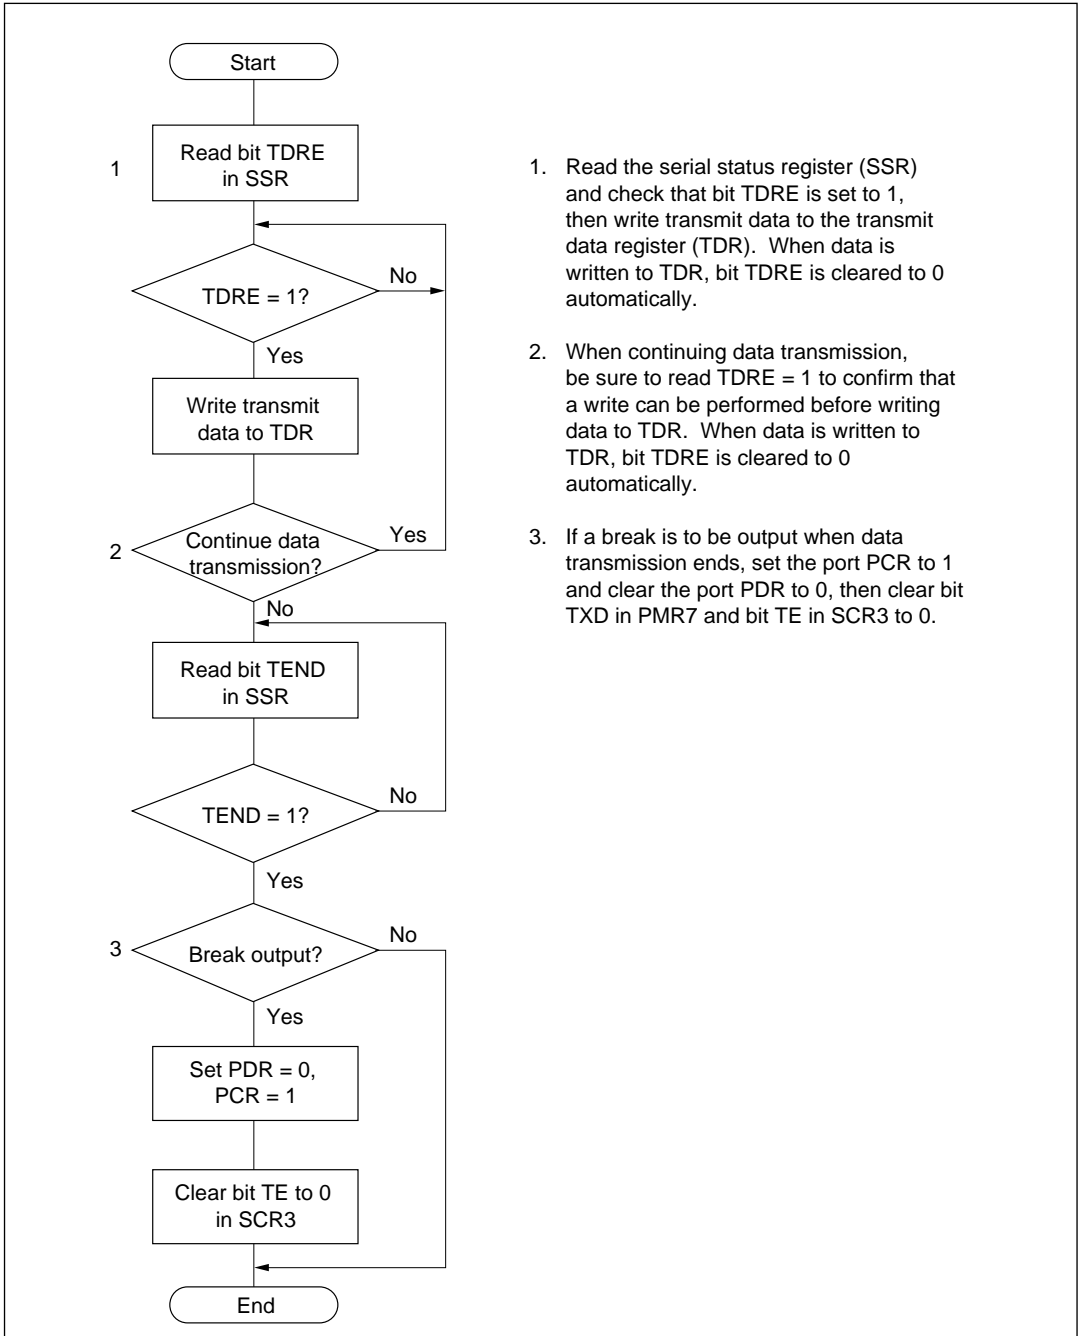 Start
1
Read bit TDRE
in SSR
TDRE = 1?
No
Yes
Write transmit
data to TDR
2
Continue data
transmission?
Yes
No
Read bit TEND
in SSR
TEND = 1?
No
Yes
3
Break output?
No
Yes
Set PDR = 0,
PCR = 1
Clear bit TE to 0
in SCR3
End
1. Read the serial status register (SSR)
and check that bit TDRE is set to 1,
then write transmit data to the transmit
data register (TDR). When data is
written to TDR, bit TDRE is cleared to 0
automatically.
2. When continuing data transmission,
be sure to read TDRE = 1 to confirm that
a write can be performed before writing
data to TDR. When data is written to
TDR, bit TDRE is cleared to 0
automatically.
3. If a break is to be output when data
transmission ends, set the port PCR to 1
and clear the port PDR to 0, then clear bit
TXD in PMR7 and bit TE in SCR3 to 0.